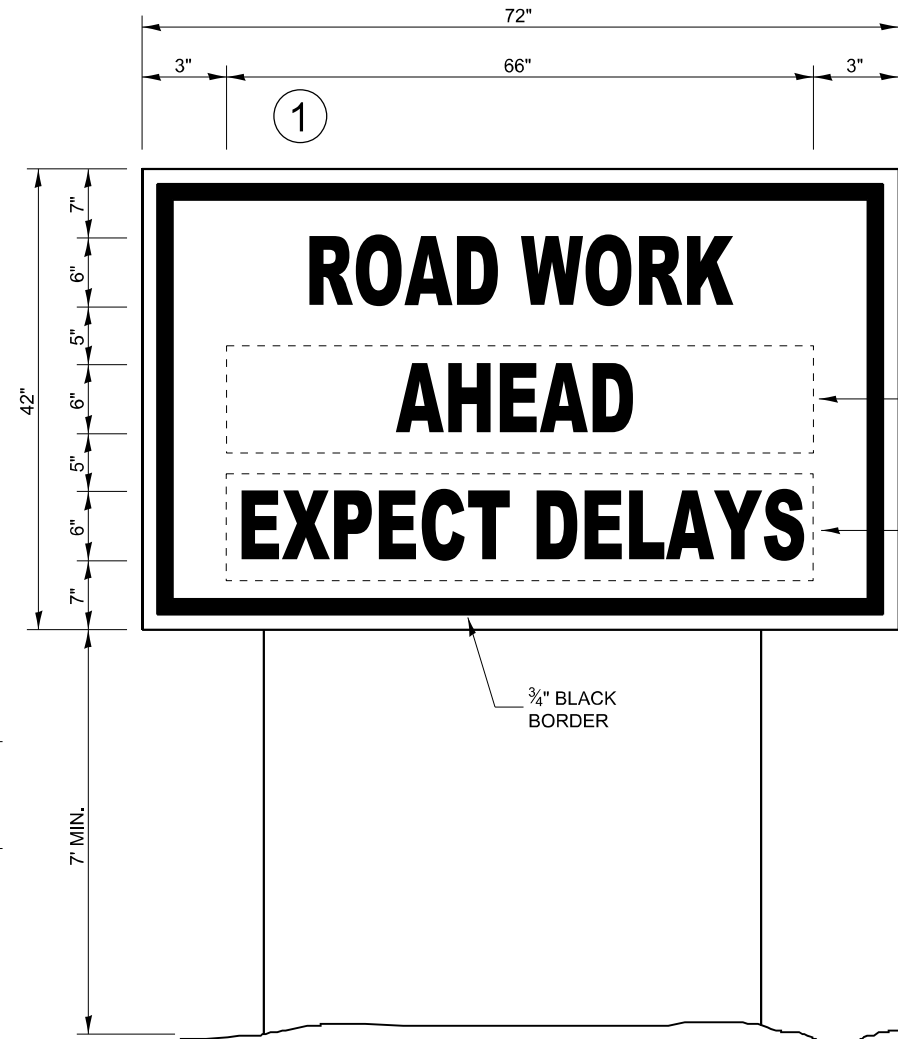 72"
3" 66" 3"
1
7"
6"
5"
6"
5"
6"
7"
42"
ROAD WORK
AHEAD
EXPECT DELAYS
¾" BLACK
BORDER
7' MIN.